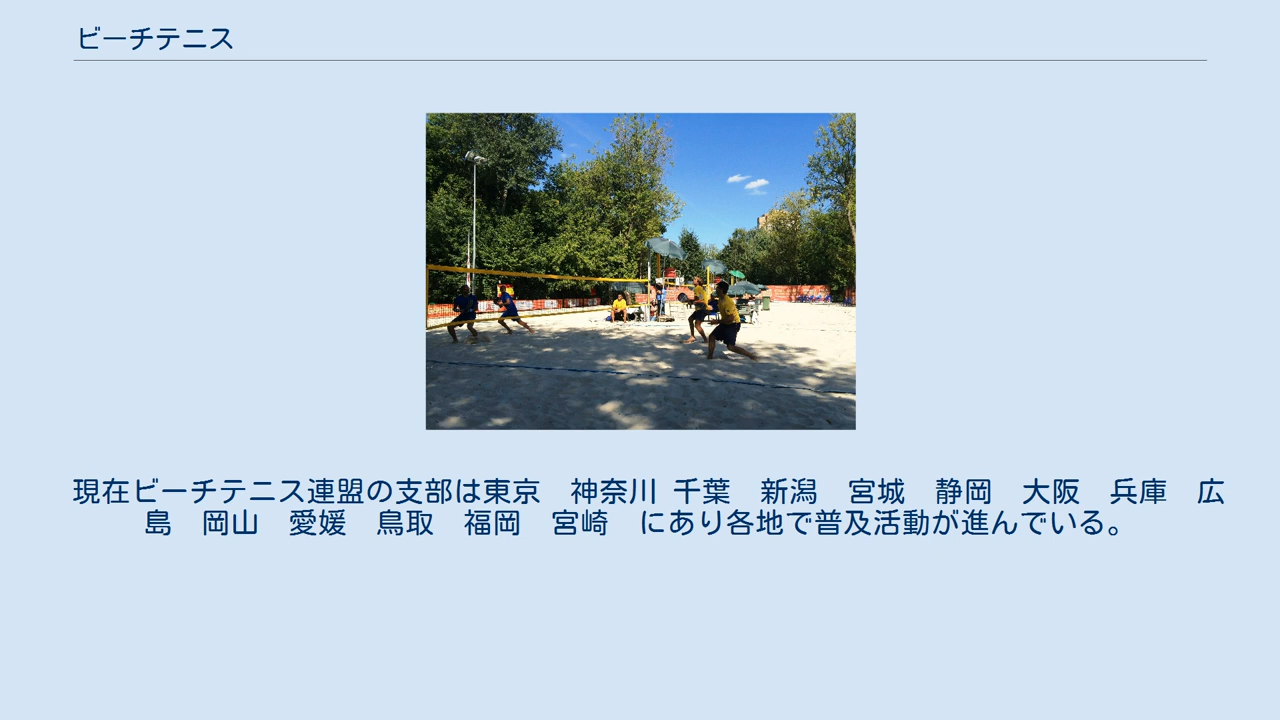 ビーチテニス
現在ビーチテニス連盟の支部は東京　神奈川 千葉　新潟　宮城　静岡　大阪　兵庫　広
島　岡山　愛媛　鳥取　福岡　宮崎　にあり各地で普及活動が進んでいる。